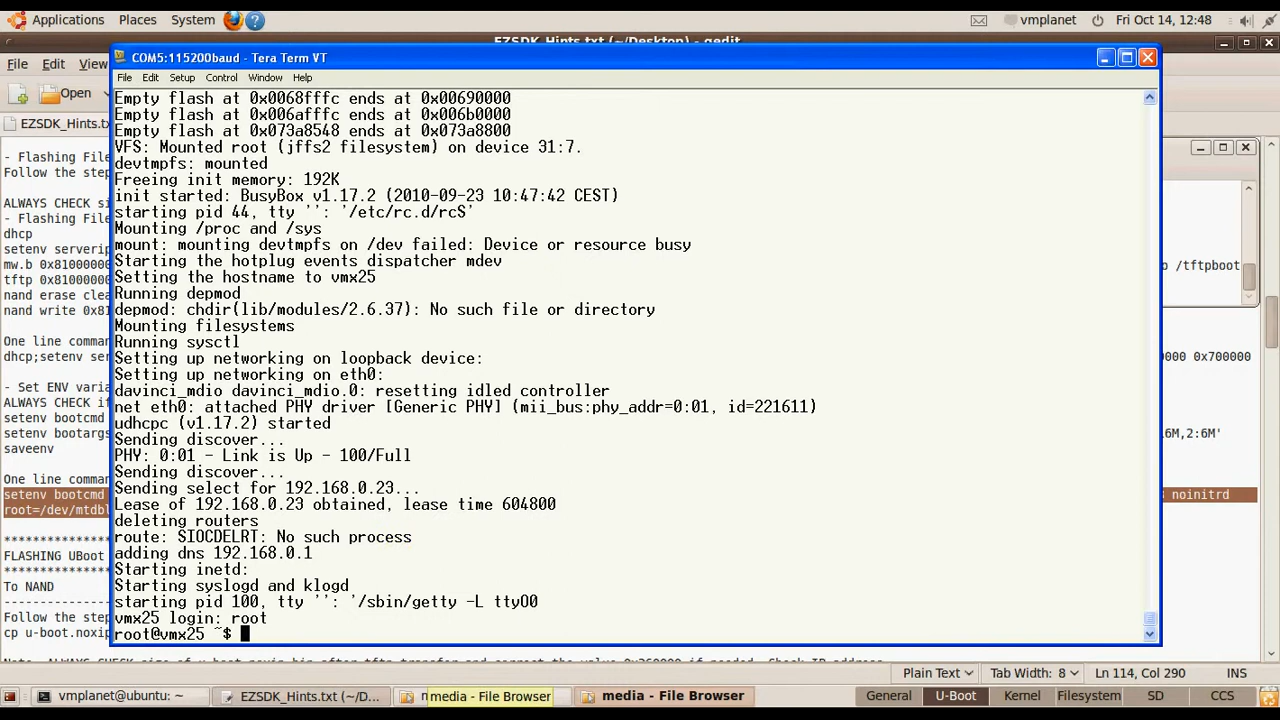 Applications Places System vmplanet Fri Oct 14, 12:48
EZSDK_Hints.txt (~/Desktop) - gedit
File Edit View
Open
EZSDK_Hints.tx
COM5:115200baud - Tera Term VT
File Edit Setup Control Window Help
Empty flash at 0x0068fffc ends at 0x00690000
Empty flash at 0x006afffc ends at 0x006b0000
Empty flash at 0x073a8548 ends at 0x073a8800
VFS: Mounted root (jffs2 filesystem) on device 31:7.
devtmpfs: mounted
Freeing init memory: 192K
init started: BusyBox v1.17.2 (2010-09-23 10:47:42 CEST)
starting pid 44, tty '': '/etc/rc.d/rcS'
Mounting /proc and /sys
mount: mounting devtmpfs on /dev failed: Device or resource busy
Starting the hotplug events dispatcher mdev
Setting the hostname to vmx25
Running depmod
depmod: chdir(lib/modules/2.6.37): No such file or directory
Mounting filesystems
Running sysctl
Setting up networking on loopback device:
Setting up networking on eth0:
davinci_mdio davinci_mdio.0: resetting idled controller
net eth0: attached PHY driver [Generic PHY] (mii_bus:phy_addr=0:01, id=221611)
udhcpc (v1.17.2) started
Sending discover...
PHY: 0:01 - Link is Up - 100/Full
Sending discover...
Sending select for 192.168.0.23...
Lease of 192.168.0.23 obtained, lease time 604800
deleting routers
route: SIOCDELRT: No such process
adding dns 192.168.0.1
Starting inetd:
Starting syslogd and klogd
starting pid 100, tty '': '/sbin/getty -L ttyO0
vmx25 login: root
root@vmx25 ~$
- Flashing File
Follow the step
ALWAYS CHECK si
- Flashing File
dhcp
setenv serverip
mw.b 0x81000000
tftp 0x81000000
nand erase clea
nand write 0x81
One line comman
dhcp;setenv ser
- Set ENV varia
ALWAYS CHECK if
setenv bootcmd
setenv bootargs
saveenv
One line comman
setenv bootcmd
root=/dev/mtdbl
p /tftpboot
0000 0x700000
6M,2:6M'
noinitrd
***************
FLASHING UBoot
***************
To NAND
Follow the step
cp u-boot.noxip
Plain Text Tab Width: 8 Ln 114, Col 290 INS
vmplanet@ubuntu: ~ EZSDK_Hints.txt (~/D... media - File Browser media - File Browser General U-Boot Kernel Filesystem SD CCS